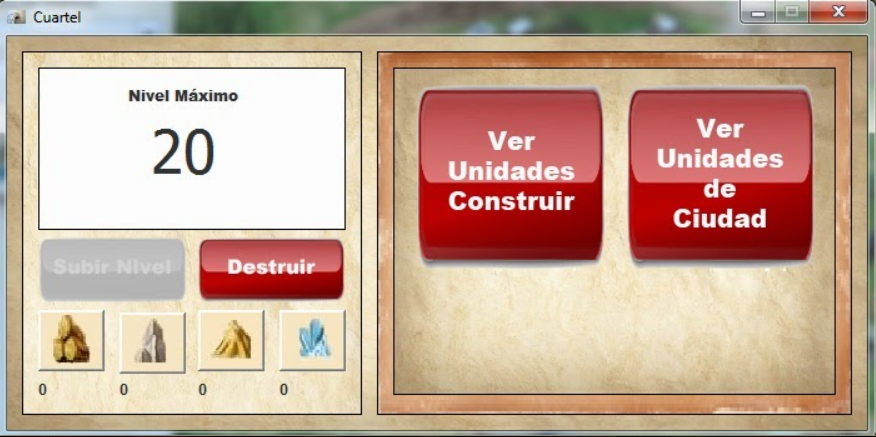 Cuartel
Nivel Máximo
20
Subir Nivel
Destruir
0
0
0
0
Ver
Unidades
Construir
Ver
Unidades
de
Ciudad